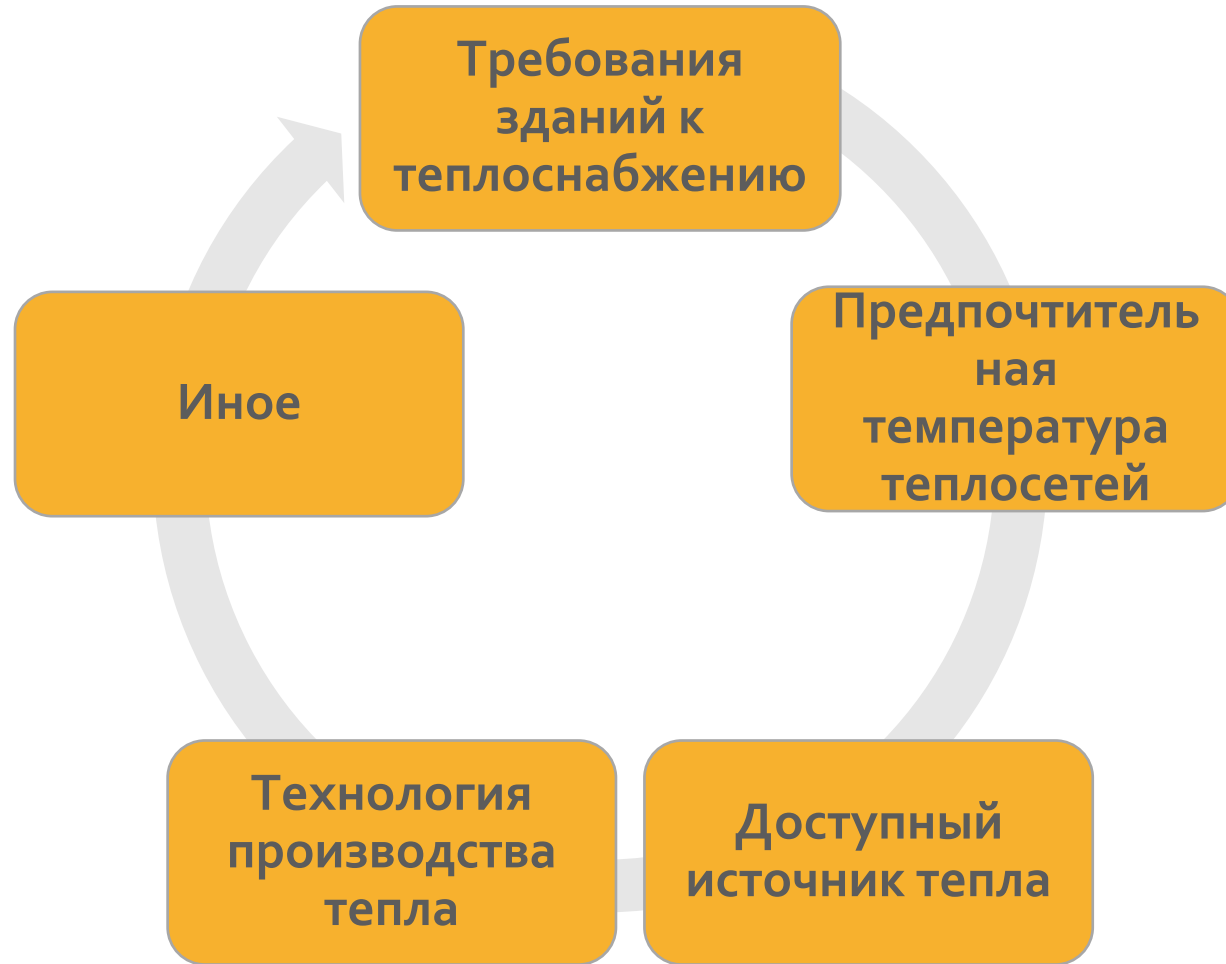 Требования
зданий к
теплоснабжению
Предпочтитель
ная
температура
теплосетей
Доступный
источник тепла
Технология
производства
тепла
Иное